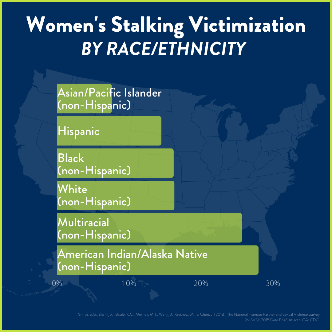 Women's Stalking Victimization
BY RACE/ETHNICITY
Asian/Pacific Islander
(non-Hispanic)
Hispanic
Black
(non-Hispanic)
White
(non-Hispanic)
Multiracial
(non-Hispanic)
American Indian/Alaska Native
(non-Hispanic)
0% 10% 20% 30%